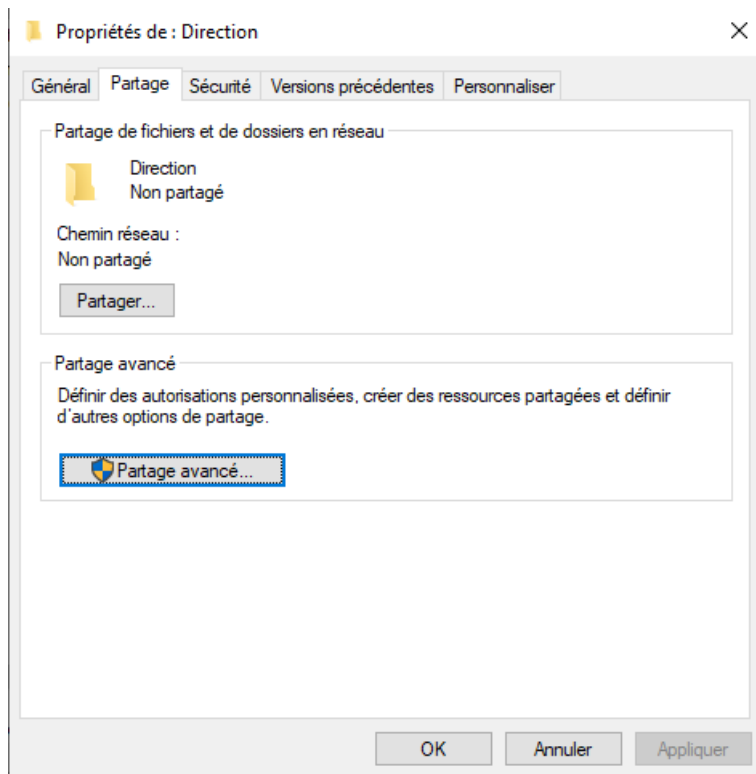 Propriétés de : Direction
Général Partage Sécurité Versions précédentes Personnaliser
Partage de fichiers et de dossiers en réseau
Direction
Non partagé
Chemin réseau :
Non partagé
Partager...
Partage avancé
Définir des autorisations personnalisées, créer des ressources partagées et définir
d'autres options de partage.
Partage avancé...
OK Annuler Appliquer